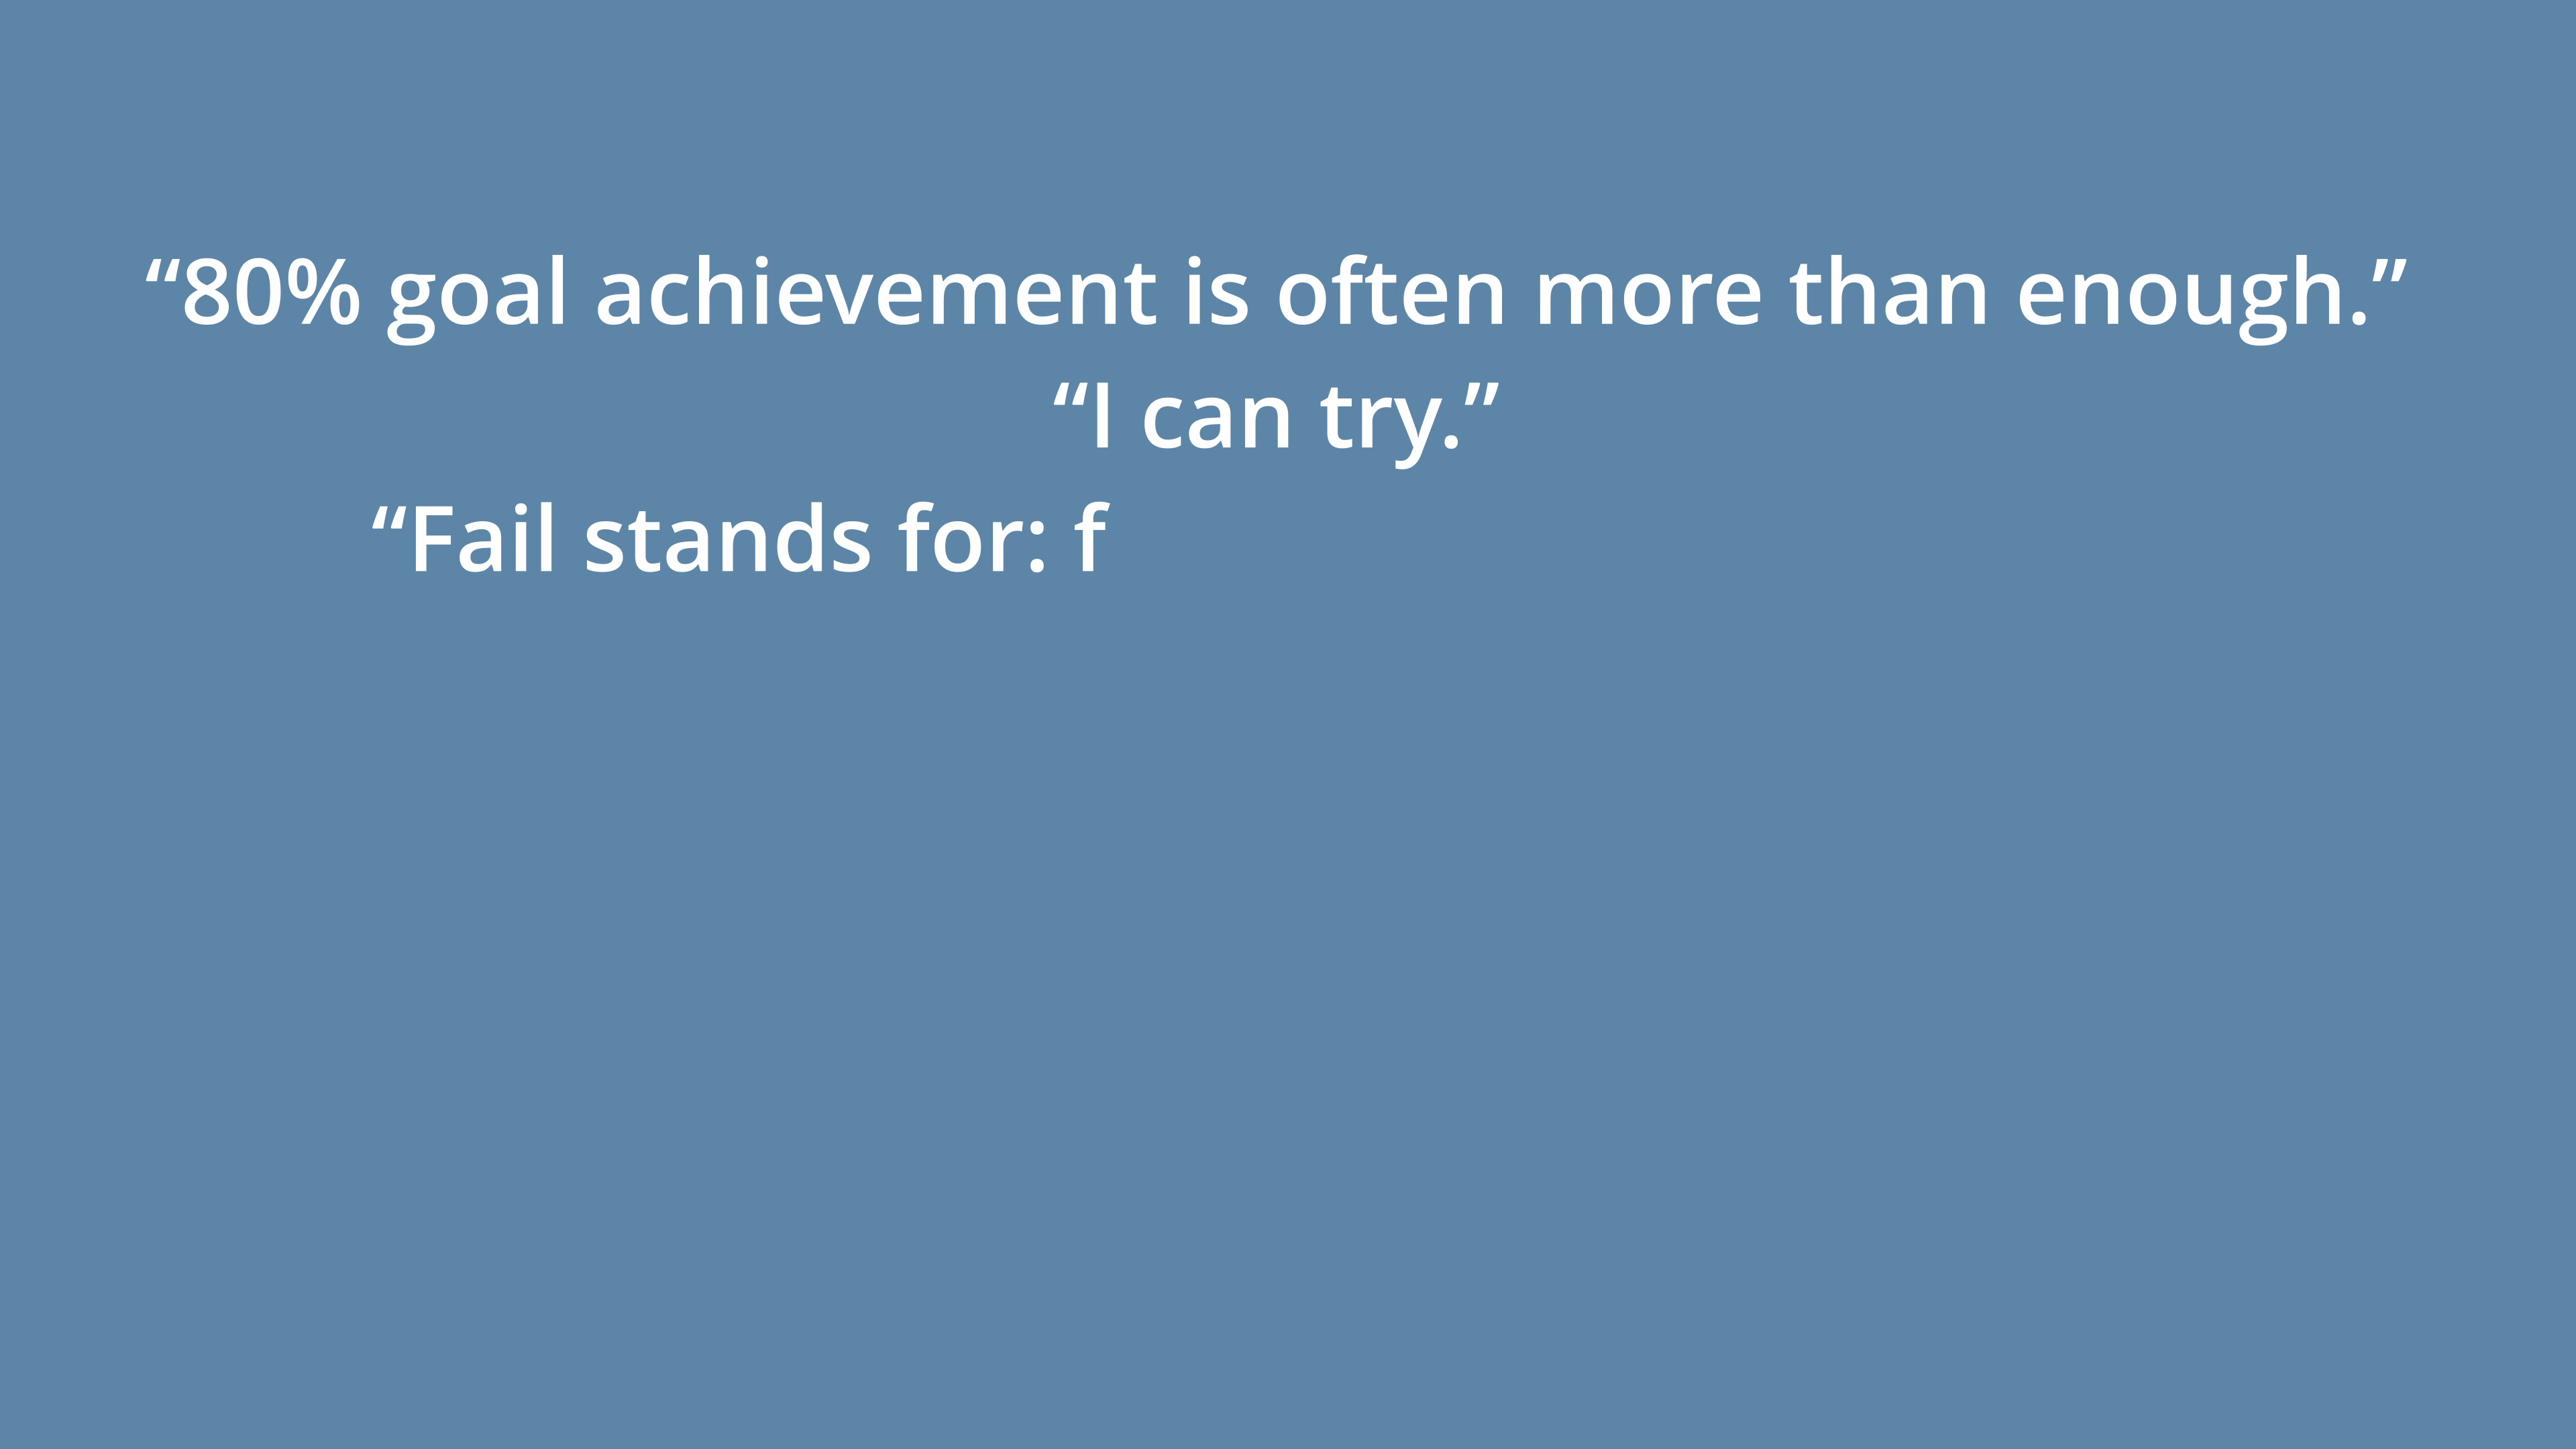 “80% goal achievement is often more than enough.”
“I can try.”
“Fail stands for: f